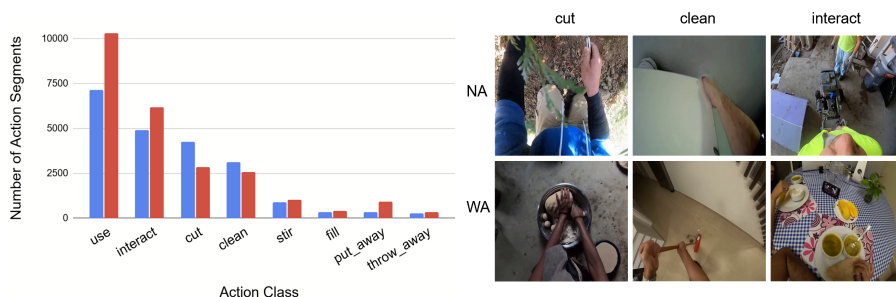 Number of Action Segments
10000
7500
5000
2500
0
use
interact
cut
clean
stir
fill
put_away
throw_away
Action Class
cut clean interact
NA
WA